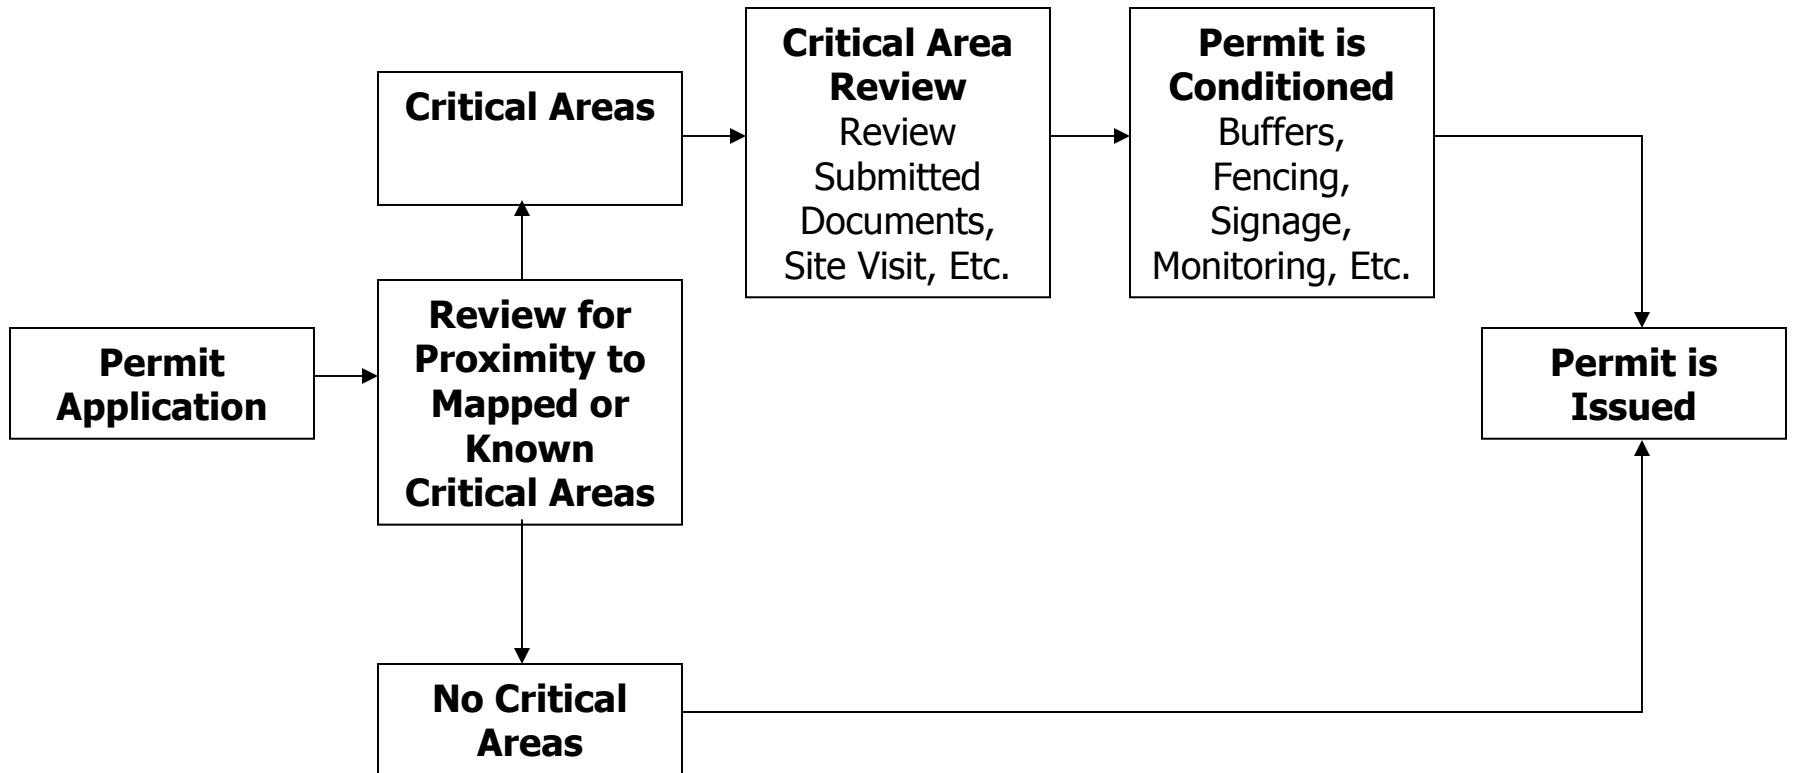 Permit
Application
Review for
Proximity to
Mapped or
Known
Critical Areas
Critical Areas
Critical Area
Review
Review
Submitted
Documents,
Site Visit, Etc.
Permit is
Conditioned
Buffers,
Fencing,
Signage,
Monitoring, Etc.
Permit is
Issued
No Critical
Areas